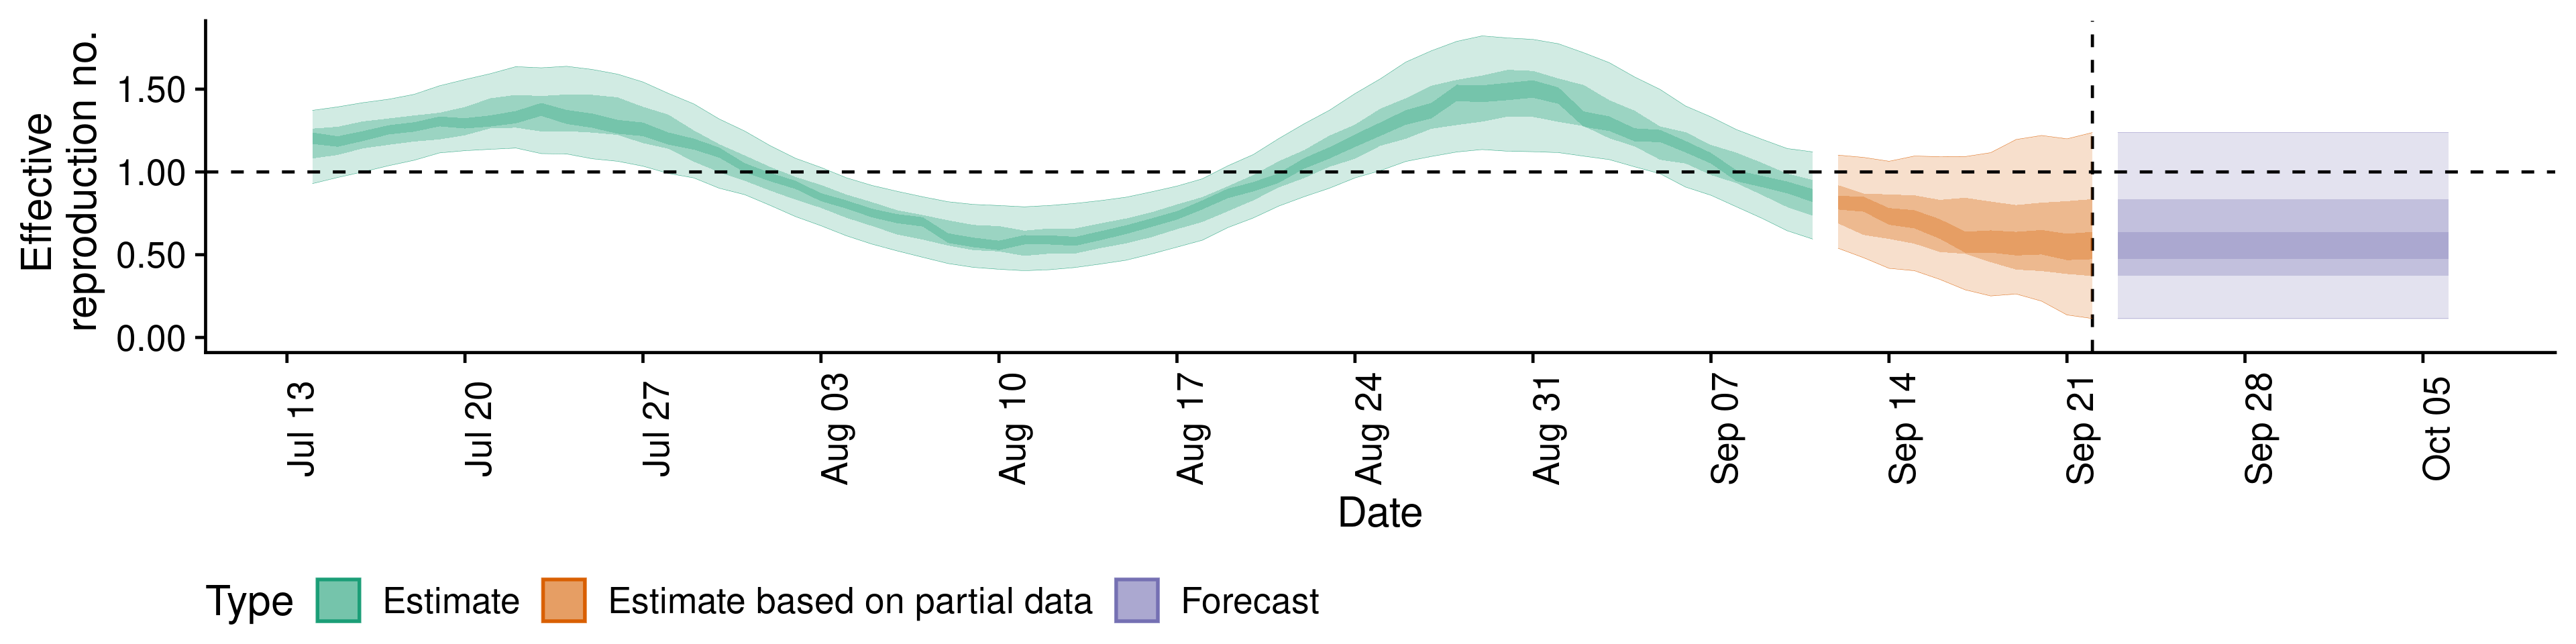 Effective
reproduction no.
1.50
1.00
0.50
0.00
Jul 13
Jul 20
Jul 27
Aug 03
Aug 10
Aug 17
Aug 24
Aug 31
Sep 07
Sep 14
Sep 21
Sep 28
Oct 05
Date
Type Estimate Estimate based on partial data Forecast